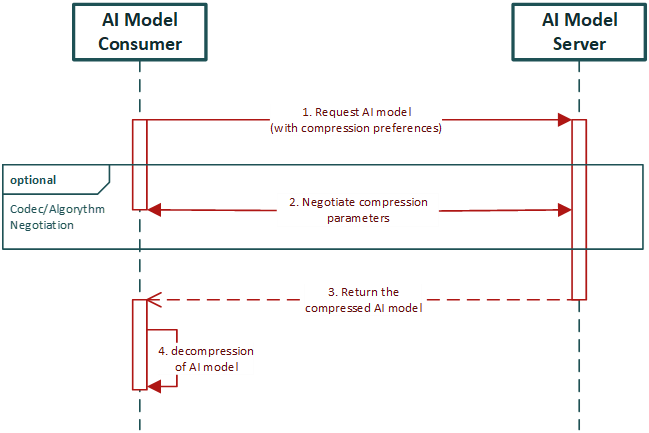 AI Model
Consumer
AI Model
Server
1. Request AI model
(with compression preferences)
optional
Codec/Algorythm
Negotiation
2. Negotiate compression
parameters
3. Return the
compressed AI model
4. decompression
of AI model